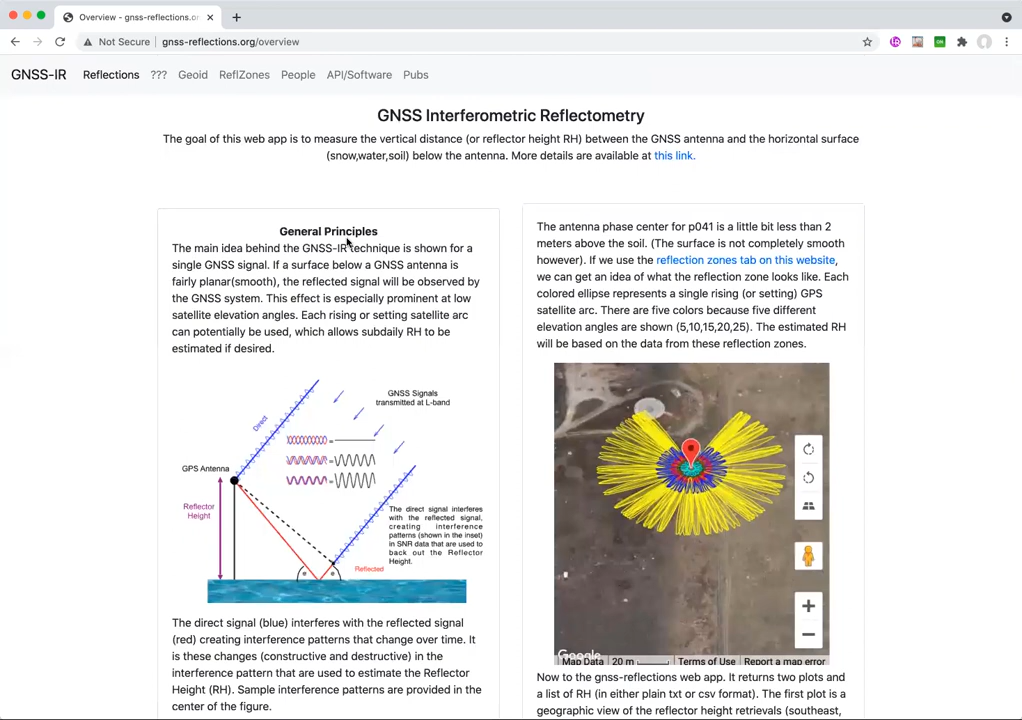 Overview - gnss-reflections.or
Not Secure | gnss-reflections.org/overview
GNSS-IR Reflections ??? Geoid ReflZones People API/Software Pubs
GNSS Interferometric Reflectometry
The goal of this web app is to measure the vertical distance (or reflector height RH) between the GNSS antenna and the horizontal surface
(snow,water,soil) below the antenna. More details are available at this link.
General Principles
The main idea behind the GNSS-IR technique is shown for a
single GNSS signal. If a surface below a GNSS antenna is
fairly planar(smooth), the reflected signal will be observed by
the GNSS system. This effect is especially prominent at low
satellite elevation angles. Each rising or setting satellite arc
can potentially be used, which allows subdaily RH to be
estimated if desired.
GNSS Signals
transmitted at L-band
Direct
GPS Antenna
Reflector
Height
The direct signal interferes
with the reflected signal,
creating interference
patterns (shown in the inset)
in SNR data that are used to
back out the Reflector
Height.
Reflected
e
e
The direct signal (blue) interferes with the reflected signal
(red) creating interference patterns that change over time. It
is these changes (constructive and destructive) in the
interference pattern that are used to estimate the Reflector
Height (RH). Sample interference patterns are provided in the
center of the figure.
The antenna phase center for p041 is a little bit less than 2
meters above the soil. (The surface is not completely smooth
however). If we use the reflection zones tab on this website,
we can get an idea of what the reflection zone looks like. Each
colored ellipse represents a single rising (or setting) GPS
satellite arc. There are five colors because five different
elevation angles are shown (5,10,15,20,25). The estimated RH
will be based on the data from these reflection zones.
Google
Map Data 20 m Terms of Use Report a map error
Now to the gnss-reflections web app. It returns two plots and
a list of RH (in either plain txt or csv format). The first plot is a
geographic view of the reflector height retrievals (southeast,